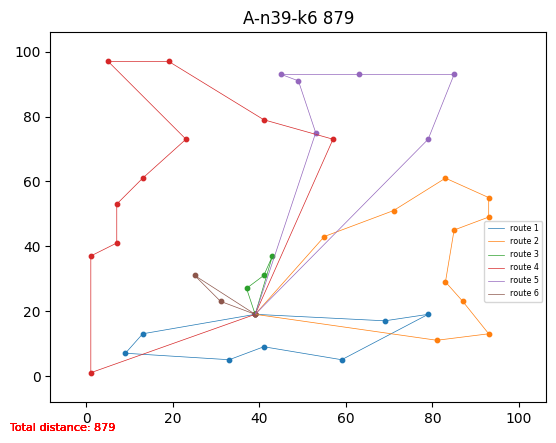 A-n39-k6 879
100
80
60
40
20
0
route 1
route 2
route 3
route 4
route 5
route 6
0 20 40 60 80 100
Total distance: 879